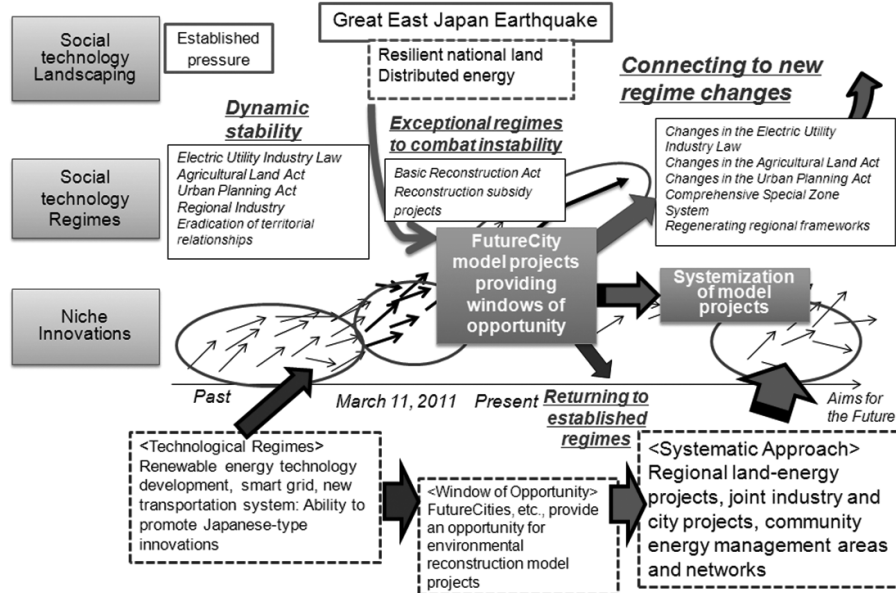 Social
technology
Landscaping
Established
pressure
Great East Japan Earthquake
Resilient national land
Distributed energy
Connecting to new
regime changes
Dynamic
stability
Exceptional regimes
to combat instability
Social
technology
Regimes
Electric Utility Industry Law
Agricultural Land Act
Urban Planning Act
Regional Industry
Eradication of territorial
relationships
Basic Reconstruction Act
Reconstruction subsidy
projects
Changes in the Electric Utility
Industry Law
Changes in the Agricultural Land Act
Changes in the Urban Planning Act
Comprehensive Special Zone
System
Regenerating regional frameworks
Niche
Innovations
FutureCity
model projects
providing
windows of
opportunity
Systemization
of model
projects
Past
March 11, 2011
Present
Returning to
established
regimes
Aims for
the Future
<Technological Regimes>
Renewable energy technology
development, smart grid, new
transportation system: Ability to
promote Japanese-type
innovations
<Window of Opportunity>
FutureCities, etc., provide
an opportunity for
environmental
reconstruction model
projects
<Systematic Approach>
Regional land-energy
projects, joint industry and
city projects, community
energy management areas
and networks